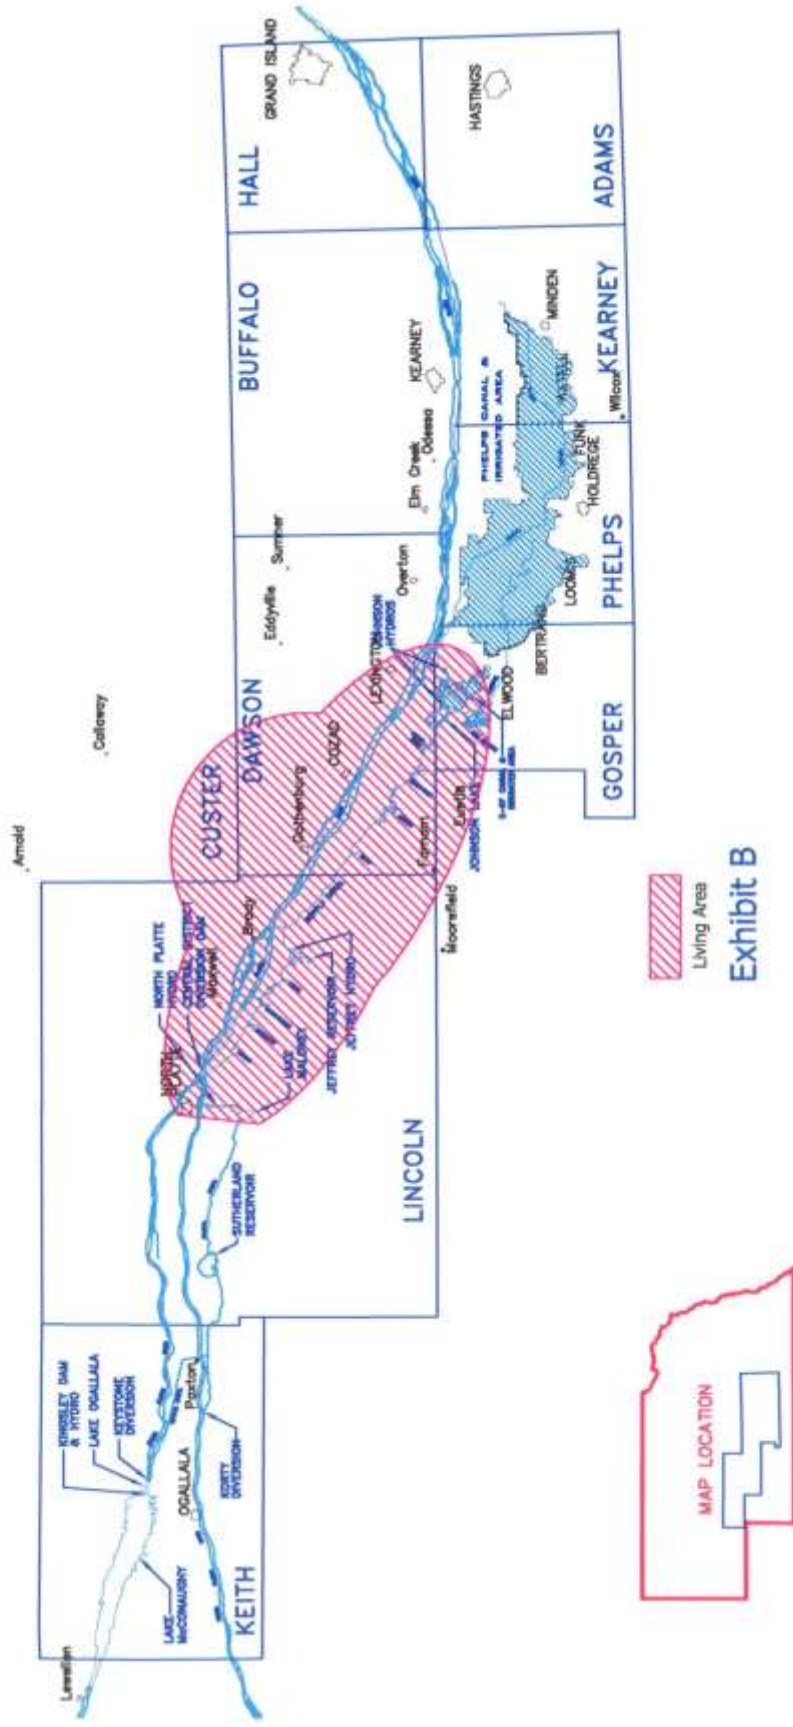 Lewellen
LAKE
McCONAUGHY
KEITH
KINGSLEY DAM
& HYDRO
LAKE OGALLALA
KEYSTONE
DIVERSION
OGALLALA
Paxton
KORTY
DIVERSION
SUTHERLAND
RESERVOIR
LINCOLN
NORTH
PLATTE
NORTH PLATTE
HYDRO
CENTRAL DISTRICT
DIVERSION DAM
Maxwell
LAKE
MALONEY
Brady
JEFFREY RESERVOIR
JEFFREY HYDRO
Moorefield
Arnold
Callaway
CUSTER
DAWSON
Gothenburg
COZAD
Farnam
Eustis
JOHNSON LAKE
LEXINGTON
JOHNSON
HYDROS
Eddyville
Sumner
Overton
ELWOOD
GOSPER
BERTRAND
LOOMIS
PHELPS
HOLDREGE
FUNK
Elm Creek
Odessa
BUFFALO
KEARNEY
PHELPS CANAL &
IRRIGATED AREA
Wilcox
MINDEN
KEARNEY
HALL
GRAND ISLAND
HASTINGS
ADAMS
MAP LOCATION
Living Area
Exhibit B